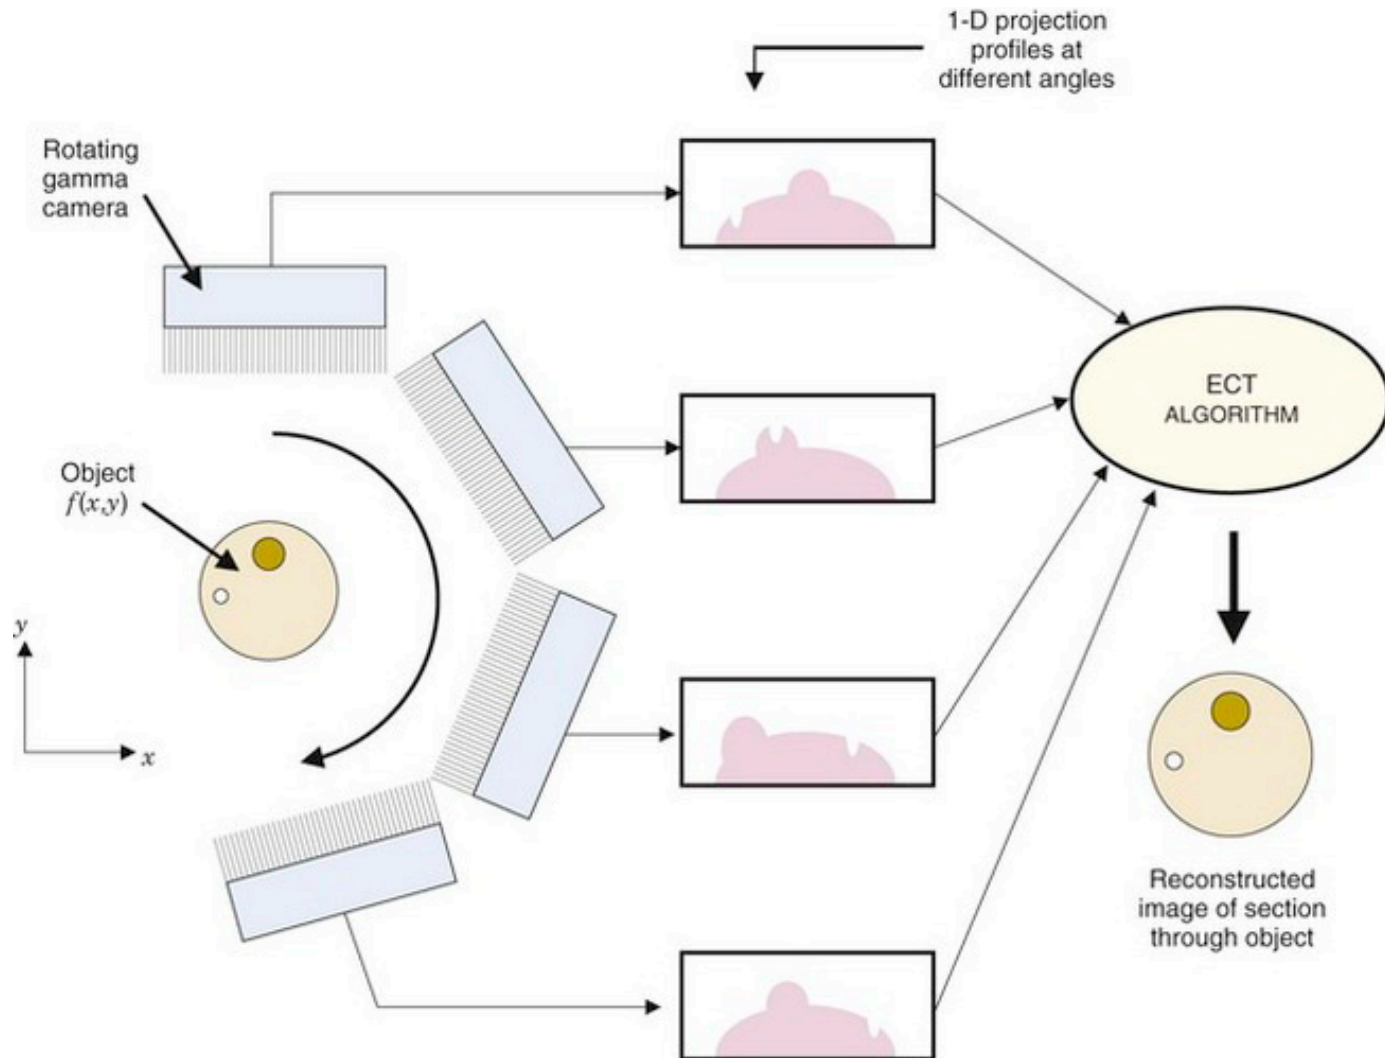 1-D projection
profiles at
different angles
Rotating
gamma
camera
ECT
ALGORITHM
Object
f(x,y)
y
x
Reconstructed
image of section
through object